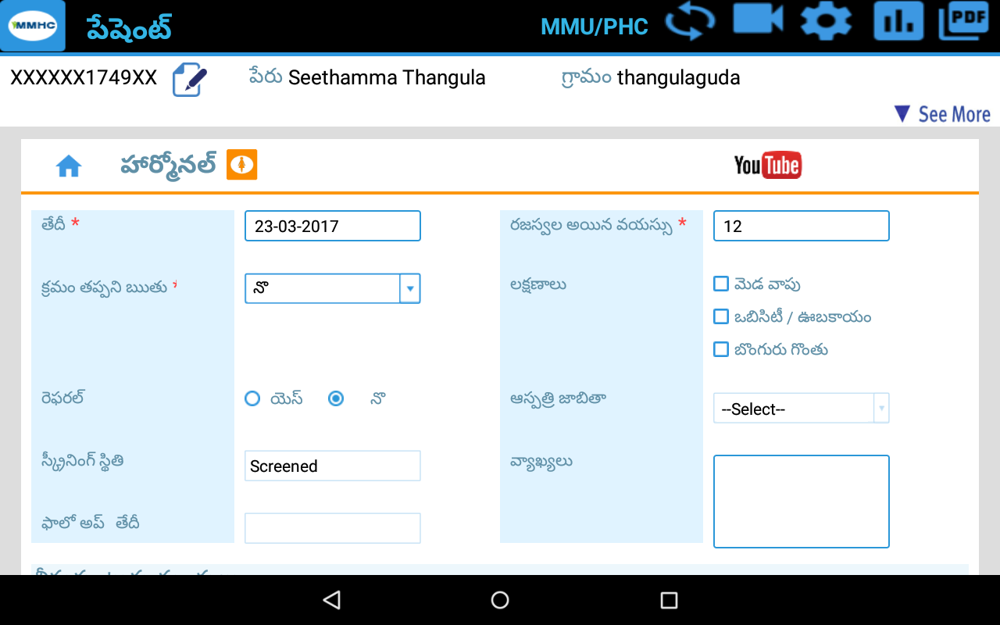 MMHC పేషెంట్ MMU/PHC PDF
XXXXXX1749XX పేరు Seethamma Thangula గ్రామం thangulaguda
▼ See More
హార్మోనల్ YouTube
తేదీ * 23-03-2017 రజస్వల అయిన వయస్సు * 12
క్రమం తప్పని ఋతు * నొ లక్షణాలు మెడ వాపు
ఒబిసిటీ / ఊబకాయం
బొంగురు గొంతు
రెఫరల్ యెస్ నొ ఆస్పత్రి జాబితా --Select--
స్క్రీనింగ్ స్థితి Screened వ్యాఖ్యలు
ఫాలో అప్ తేదీ